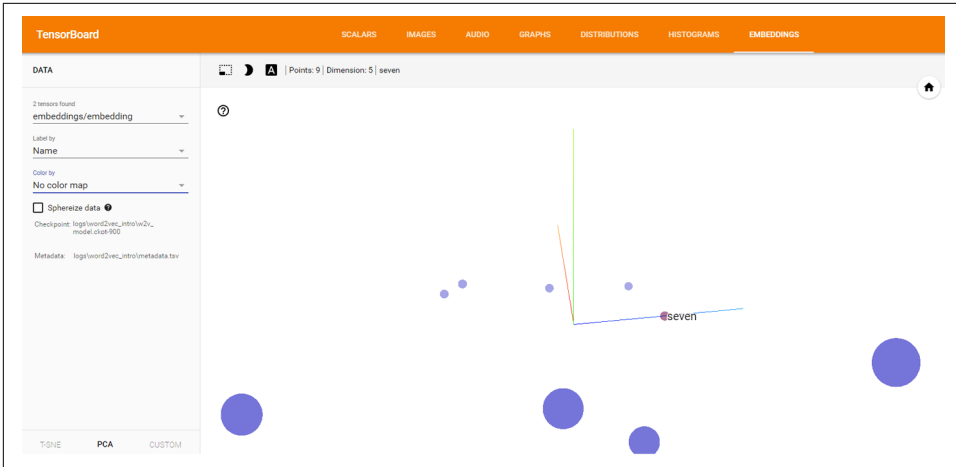 TensorBoard
SCALARS IMAGES AUDIO GRAPHS DISTRIBUTIONS HISTOGRAMS EMBEDDINGS
DATA
A | Points: 9 | Dimension: 5 | seven
2 tensors found
embeddings/embedding
Label by
Name
Color by
No color map
Sphereize data
Checkpoint: logs\word2vec_intro\w2v_
model.ckpt-900
Metadata: logs\word2vec_intro\metadata.tsv
seven
T-SNE PCA CUSTOM